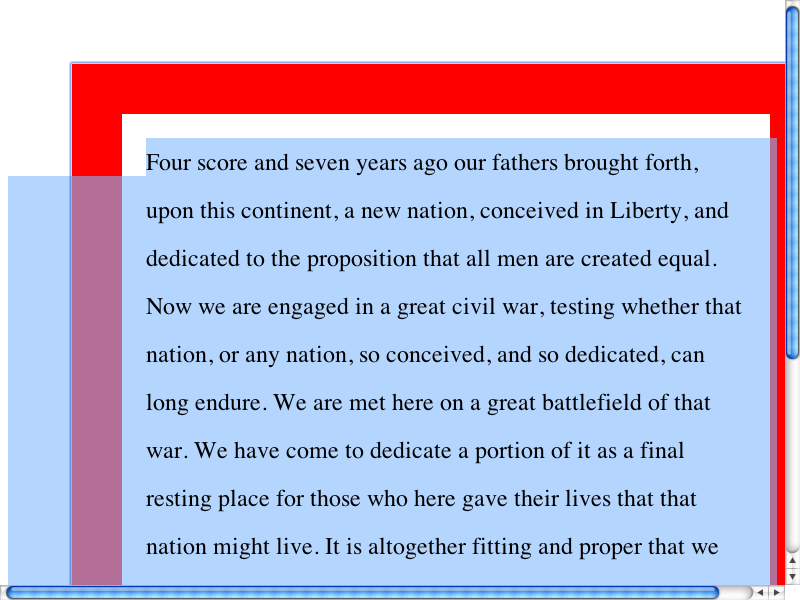 Four score and seven years ago our fathers brought forth,
upon this continent, a new nation, conceived in Liberty, and
dedicated to the proposition that all men are created equal.
Now we are engaged in a great civil war, testing whether that
nation, or any nation, so conceived, and so dedicated, can
long endure. We are met here on a great battlefield of that
war. We have come to dedicate a portion of it as a final
resting place for those who here gave their lives that that
nation might live. It is altogether fitting and proper that we